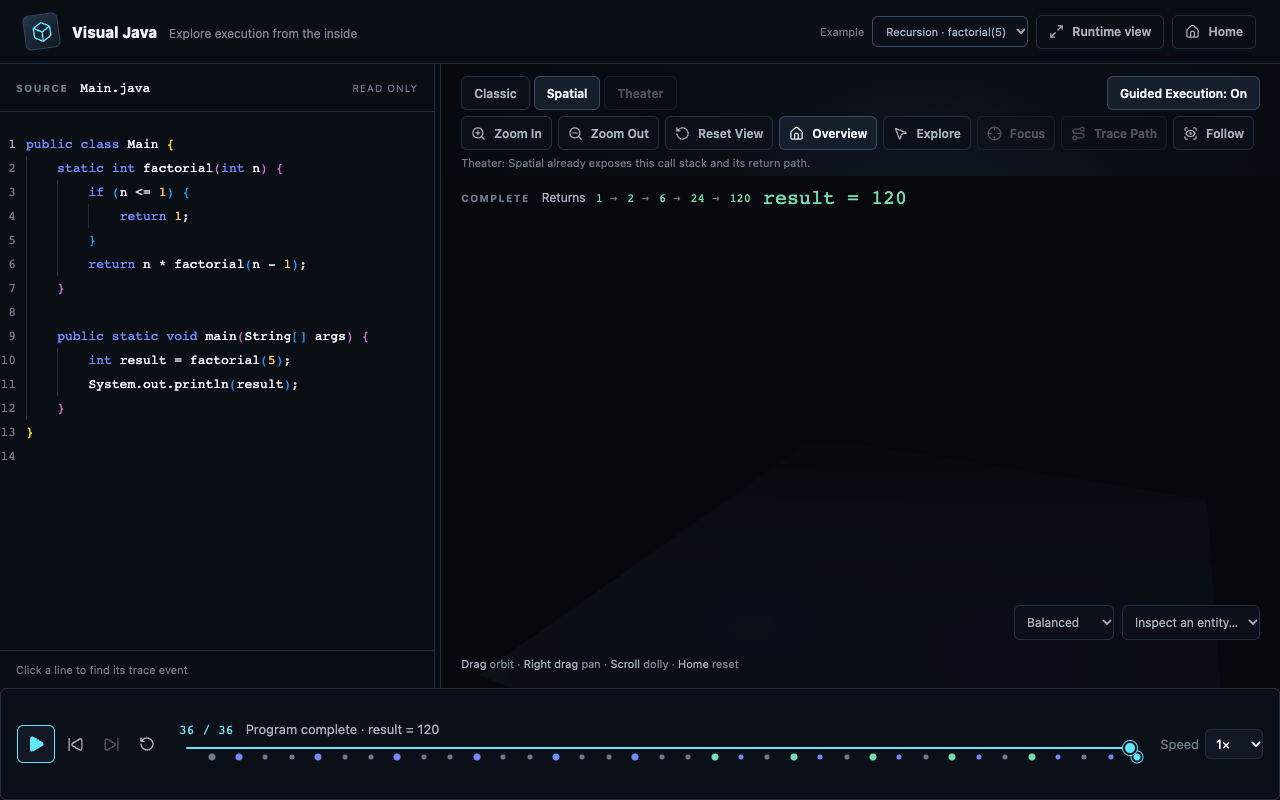 Visual Java Explore execution from the inside Example Recursion · factorial(5) Runtime view Home
SOURCE Main.java READ ONLY
1 public class Main {
2     static int factorial(int n) {
3         if (n <= 1) {
4             return 1;
5         }
6         return n * factorial(n - 1);
7     }
8
9     public static void main(String[] args) {
10         int result = factorial(5);
11         System.out.println(result);
12     }
13 }
14
Click a line to find its trace event
Classic Spatial Theater Guided Execution: On
Zoom In Zoom Out Reset View Overview Explore Focus Trace Path Follow
Theater: Spatial already exposes this call stack and its return path.
COMPLETE Returns 1 → 2 → 6 → 24 → 120 result = 120
Balanced Inspect an entity...
Drag orbit · Right drag pan · Scroll dolly · Home reset
36 / 36 Program complete · result = 120
Speed 1×